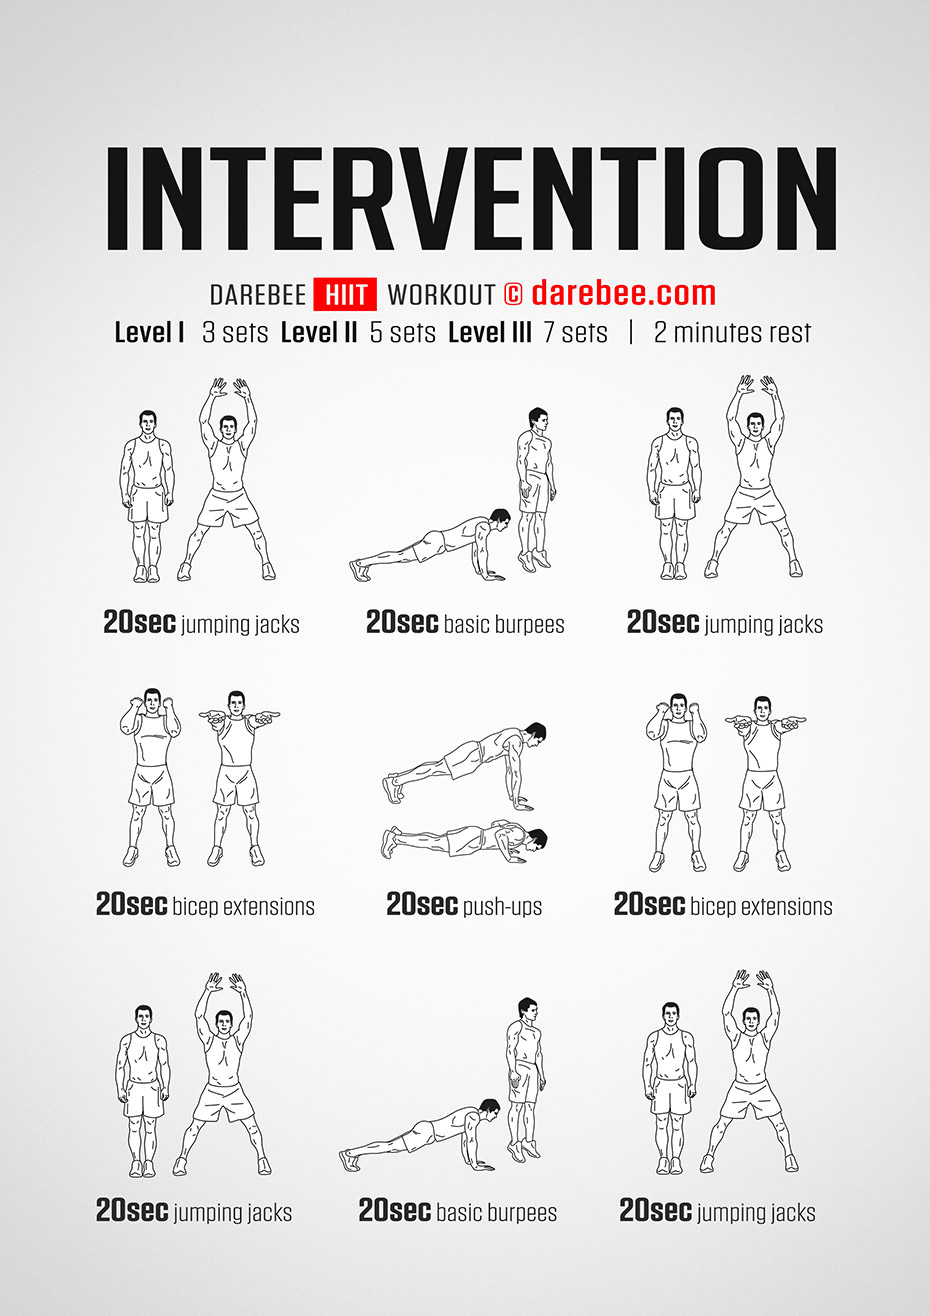 INTERVENTION
DAREBEE HIIT WORKOUT © darebee.com
Level I 3 sets Level II 5 sets Level III 7 sets | 2 minutes rest
20sec jumping jacks
20sec basic burpees
20sec jumping jacks
20sec bicep extensions
20sec push-ups
20sec bicep extensions
20sec jumping jacks
20sec basic burpees
20sec jumping jacks